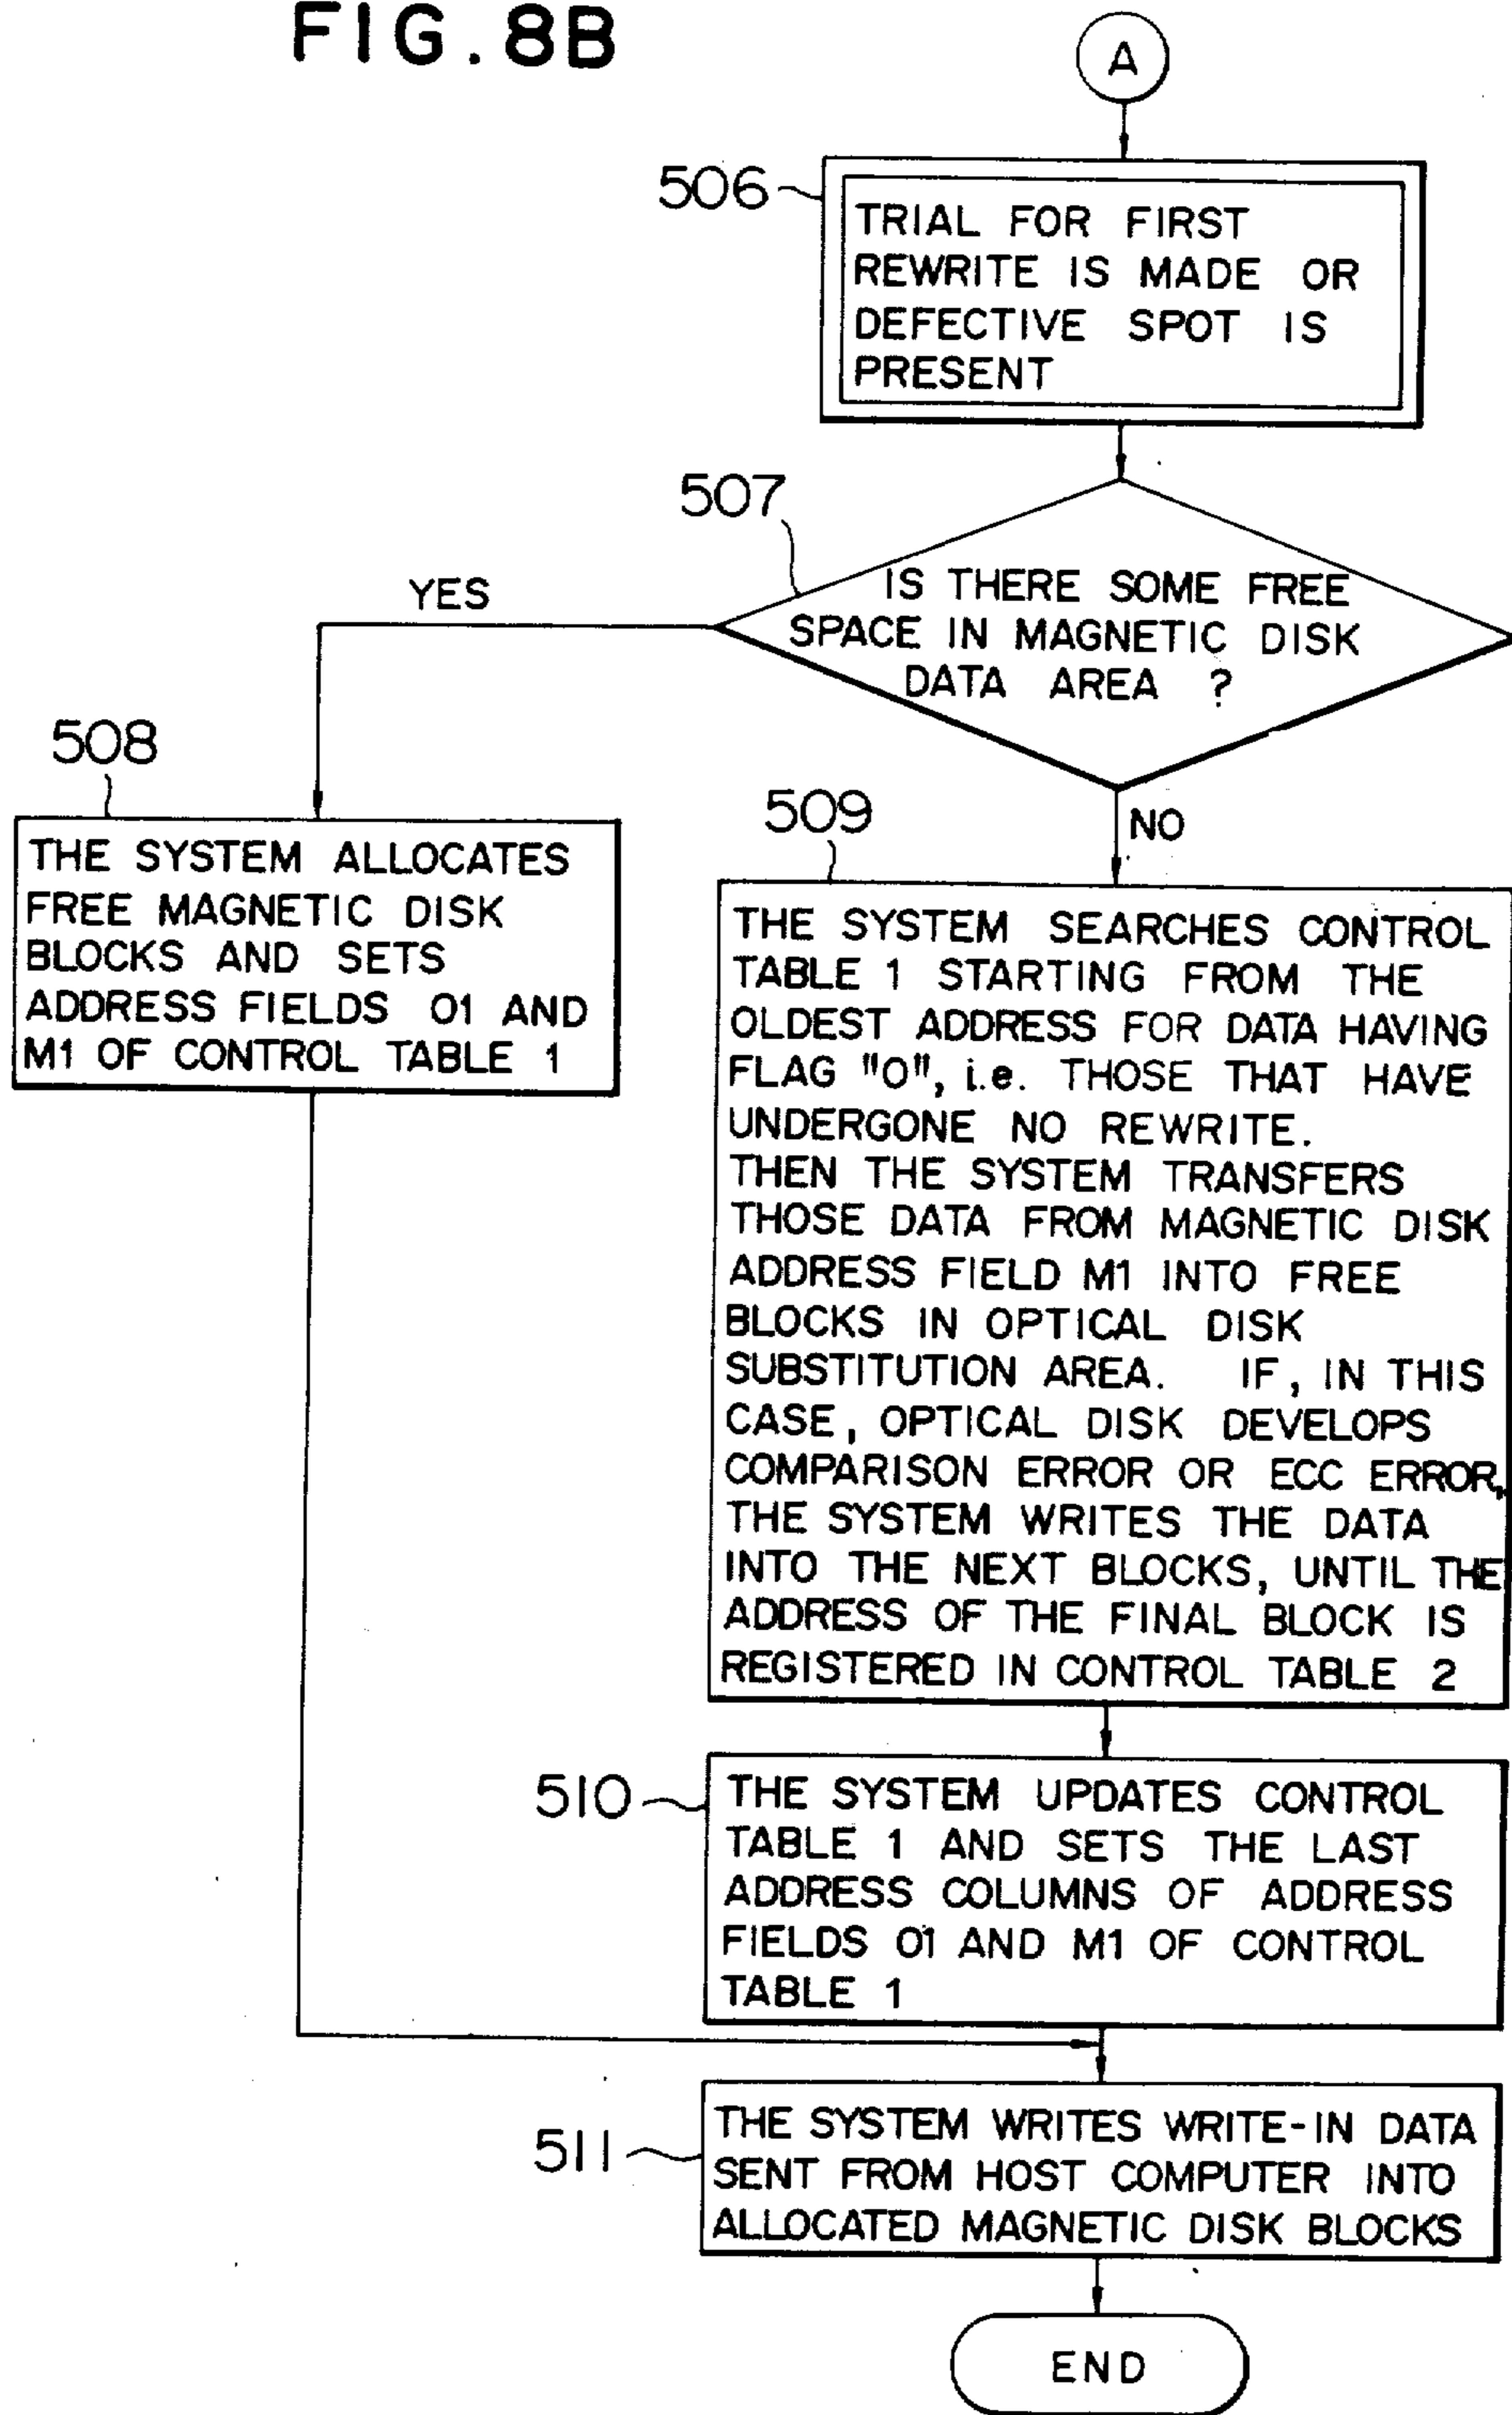 FIG. 8B
A
506
TRIAL FOR FIRST
REWRITE IS MADE OR
DEFECTIVE SPOT IS
PRESENT
507
IS THERE SOME FREE
SPACE IN MAGNETIC DISK
DATA AREA ?
YES
NO
508
THE SYSTEM ALLOCATES
FREE MAGNETIC DISK
BLOCKS AND SETS
ADDRESS FIELDS O1 AND
M1 OF CONTROL TABLE 1
509
THE SYSTEM SEARCHES CONTROL
TABLE 1 STARTING FROM THE
OLDEST ADDRESS FOR DATA HAVING
FLAG "O", i.e. THOSE THAT HAVE
UNDERGONE NO REWRITE.
THEN THE SYSTEM TRANSFERS
THOSE DATA FROM MAGNETIC DISK
ADDRESS FIELD M1 INTO FREE
BLOCKS IN OPTICAL DISK
SUBSTITUTION AREA. IF, IN THIS
CASE, OPTICAL DISK DEVELOPS
COMPARISON ERROR OR ECC ERROR,
THE SYSTEM WRITES THE DATA
INTO THE NEXT BLOCKS, UNTIL THE
ADDRESS OF THE FINAL BLOCK IS
REGISTERED IN CONTROL TABLE 2
510
THE SYSTEM UPDATES CONTROL
TABLE 1 AND SETS THE LAST
ADDRESS COLUMNS OF ADDRESS
FIELDS O1 AND M1 OF CONTROL
TABLE 1
511
THE SYSTEM WRITES WRITE-IN DATA
SENT FROM HOST COMPUTER INTO
ALLOCATED MAGNETIC DISK BLOCKS
END